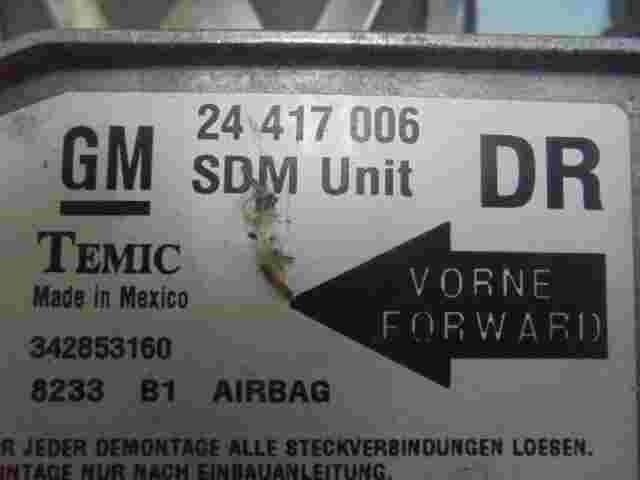 24 417 006
GM SDM Unit DR
TEMIC
Made in Mexico
VORNE
FORWARD
342853160
8233 B1 AIRBAG
R JEDER DEMONTAGE ALLE STECKVERBINDUNGEN LOESEN.
NTAGE NUR NACH EINBAUANLEITUNG.